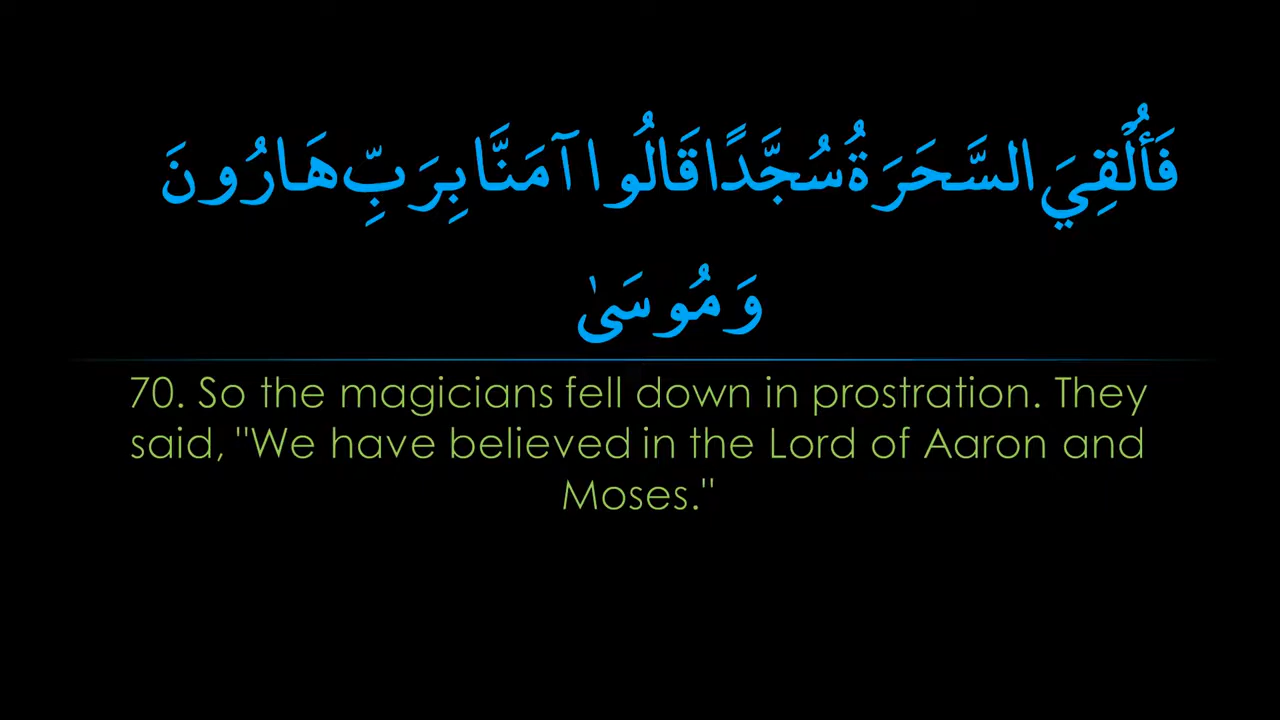 فَأُلْقِيَ السَّحَرَةُ سُجَّدًا قَالُوا آمَنَّا بِرَبِّ هَارُونَ
وَمُوسَىٰ
70. So the magicians fell down in prostration. They
said, "We have believed in the Lord of Aaron and
Moses."